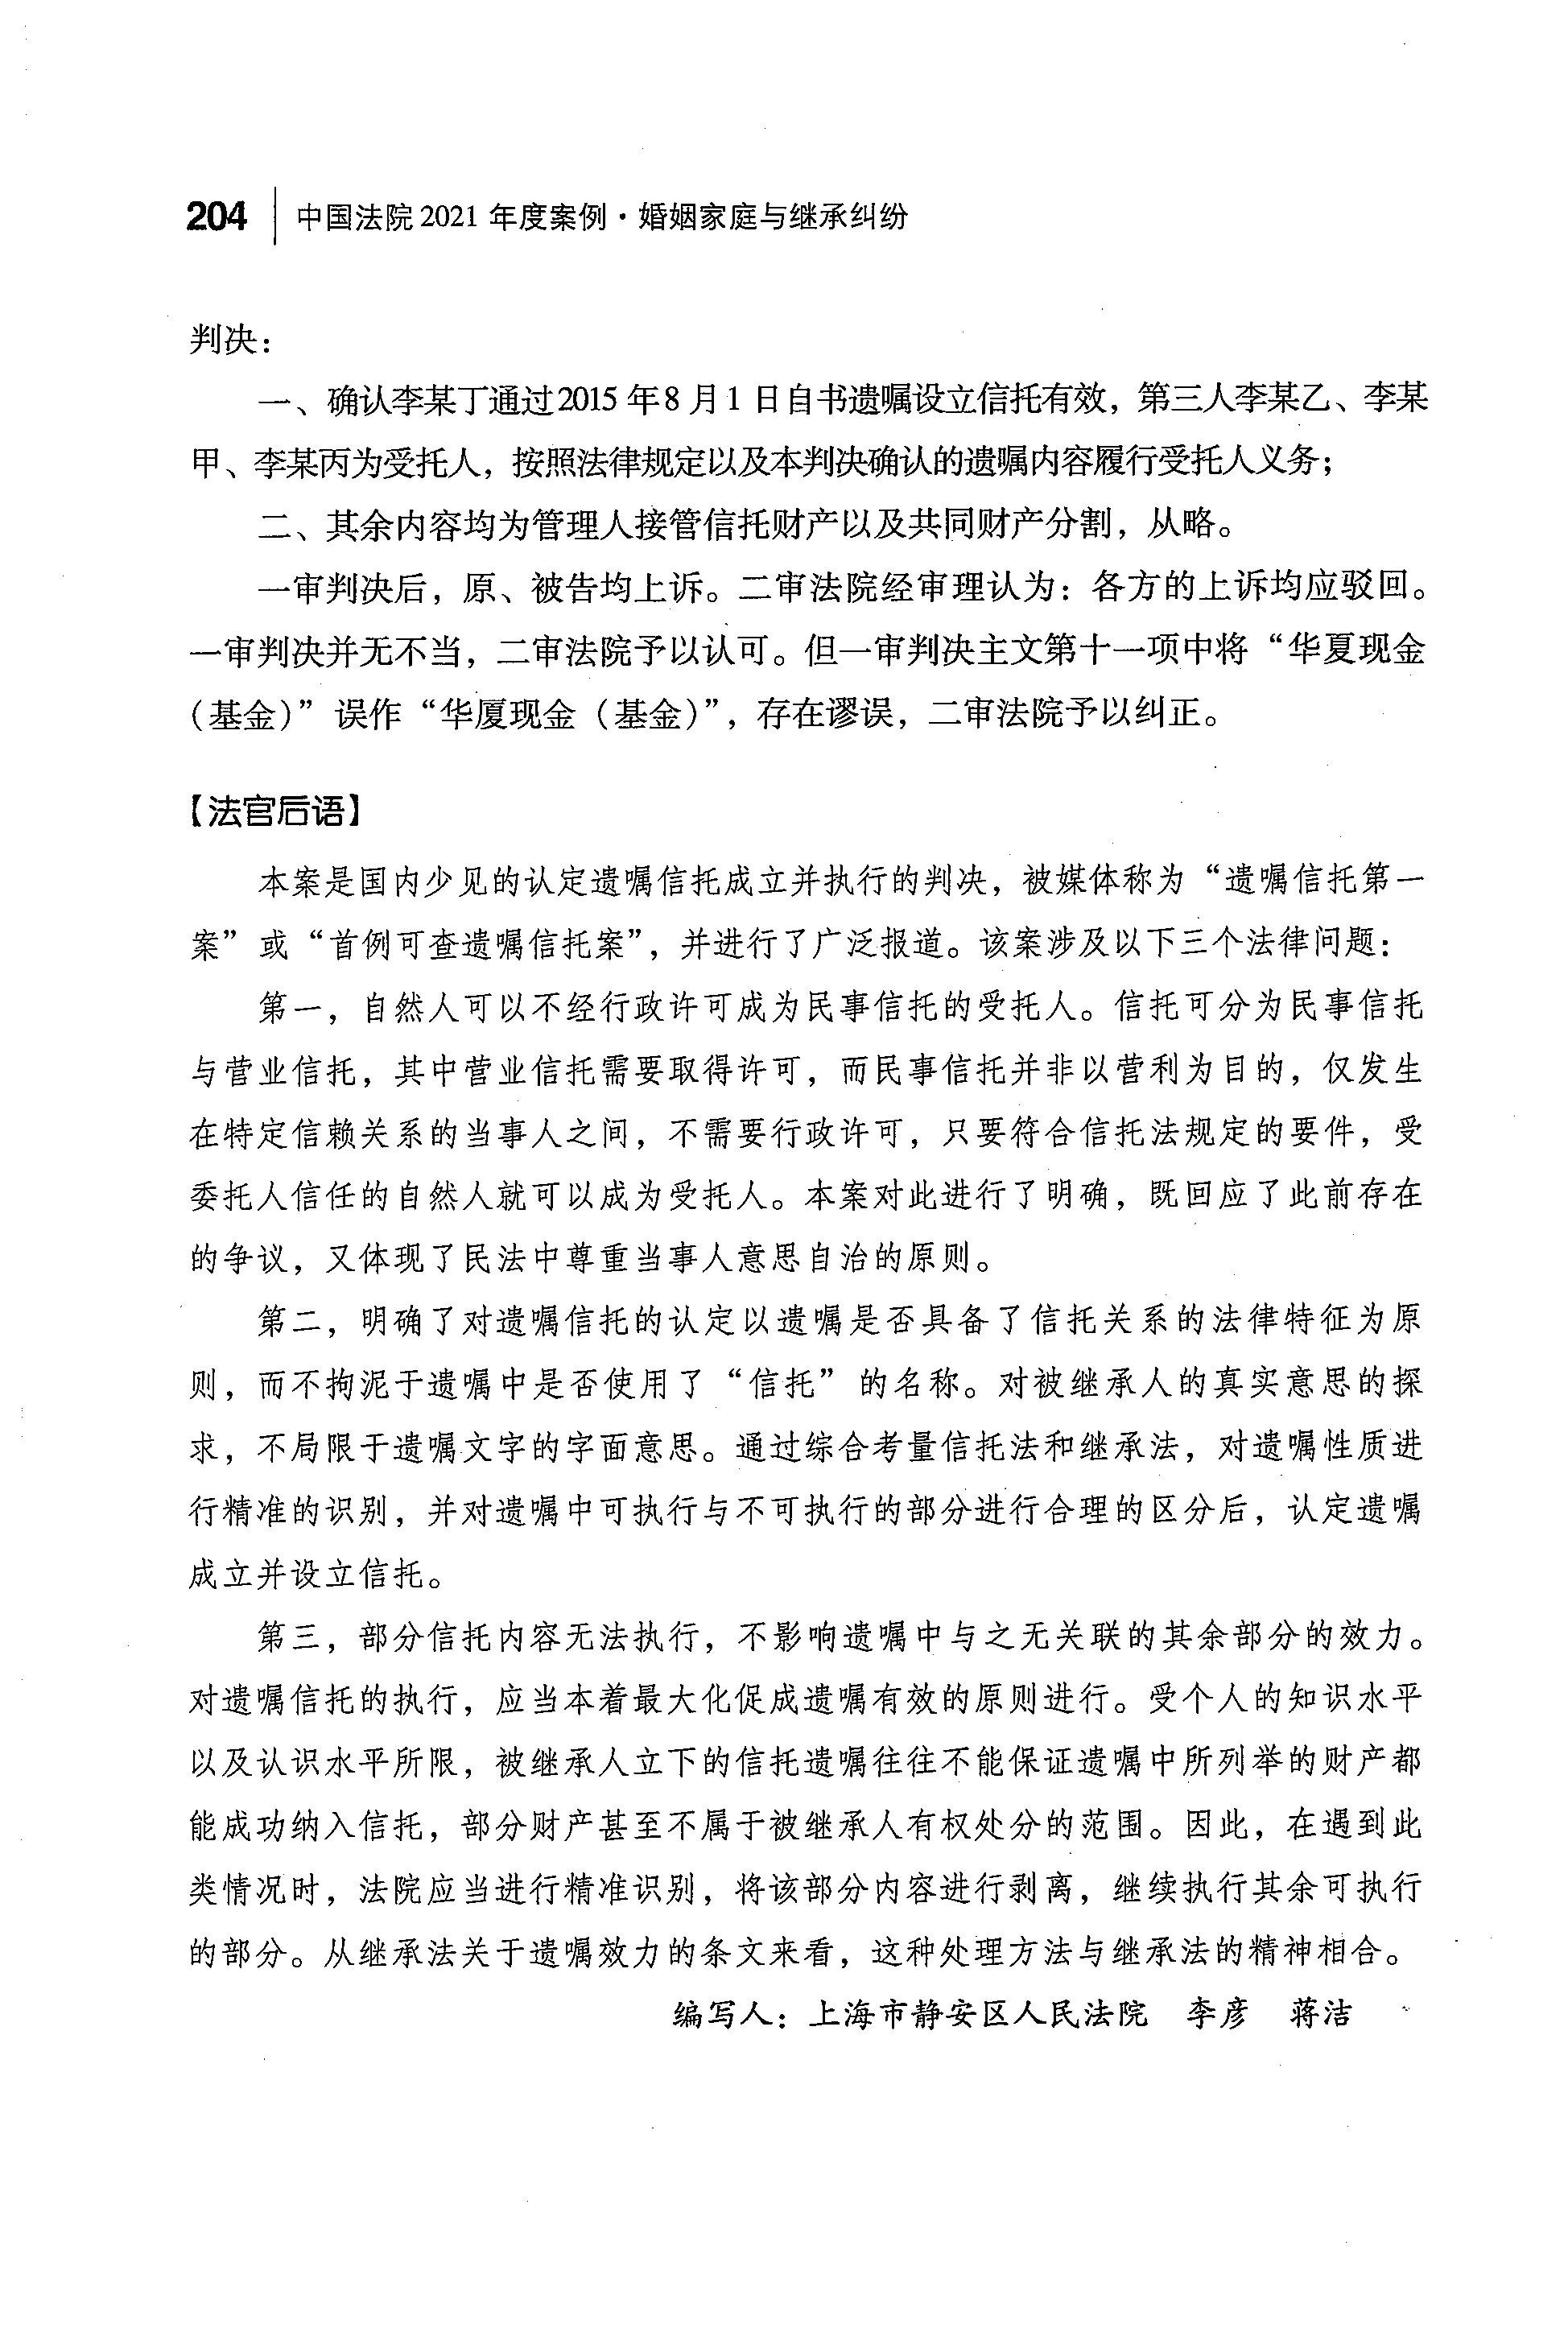 204 中国法院2021年度案例·婚姻家庭与继承纠纷
判决：
一、确认李某丁通过2015年8月1日自书遗嘱设立信托有效，第三人李某乙、李某
甲、李某丙为受托人，按照法律规定以及本判决确认的遗嘱内容履行受托人义务；
二、其余内容均为管理人接管信托财产以及共同财产分割，从略。
一审判决后，原、被告均上诉。二审法院经审理认为：各方的上诉均应驳回。
一审判决并无不当，二审法院予以认可。但一审判决主文第十一项中将“华夏现金
（基金）”误作“华厦现金（基金）”，存在谬误，二审法院予以纠正。
【法官后语】
本案是国内少见的认定遗嘱信托成立并执行的判决，被媒体称为“遗嘱信托第一
案”或“首例可查遗嘱信托案”，并进行了广泛报道。该案涉及以下三个法律问题：
第一，自然人可以不经行政许可成为民事信托的受托人。信托可分为民事信托
与营业信托，其中营业信托需要取得许可，而民事信托并非以营利为目的，仅发生
在特定信赖关系的当事人之间，不需要行政许可，只要符合信托法规定的要件，受
委托人信任的自然人就可以成为受托人。本案对此进行了明确，既回应了此前存在
的争议，又体现了民法中尊重当事人意思自治的原则。
第二，明确了对遗嘱信托的认定以遗嘱是否具备了信托关系的法律特征为原
则，而不拘泥于遗嘱中是否使用了“信托”的名称。对被继承人的真实意思的探
求，不局限于遗嘱文字的字面意思。通过综合考量信托法和继承法，对遗嘱性质进
行精准的识别，并对遗嘱中可执行与不可执行的部分进行合理的区分后，认定遗嘱
成立并设立信托。
第三，部分信托内容无法执行，不影响遗嘱中与之无关联的其余部分的效力。
对遗嘱信托的执行，应当本着最大化促成遗嘱有效的原则进行。受个人的知识水平
以及认识水平所限，被继承人立下的信托遗嘱往往不能保证遗嘱中所列举的财产都
能成功纳入信托，部分财产甚至不属于被继承人有权处分的范围。因此，在遇到此
类情况时，法院应当进行精准识别，将该部分内容进行剥离，继续执行其余可执行
的部分。从继承法关于遗嘱效力的条文来看，这种处理方法与继承法的精神相合。
编写人：上海市静安区人民法院 李彦 蒋洁